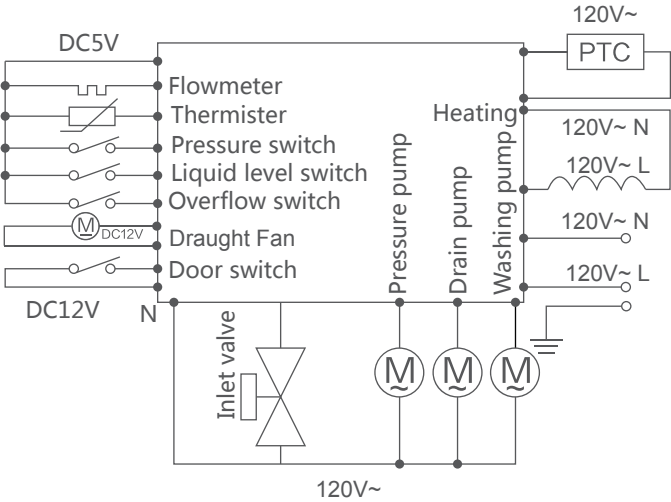 120V~
DC5V
PTC
Flowmeter
Thermister
Heating
120V~ N
Pressure switch
120V~ L
Liquid level switch
Overflow switch
120V~ N
M
DC12V
Draught Fan
Door switch
120V~ L
DC12V
N
Pressure pump
Drain pump
Washing pump
Inlet valve
M
~
M
~
M
~
120V~